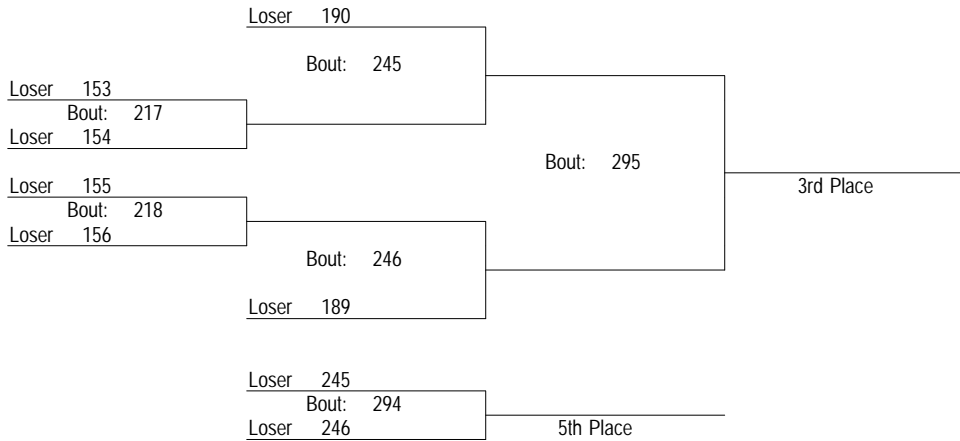 Loser 190
Bout: 245
Loser 153
Bout: 217
Loser 154
Bout: 295
Loser 155
3rd Place
Bout: 218
Loser 156
Bout: 246
Loser 189
Loser 245
Bout: 294
Loser 246
5th Place